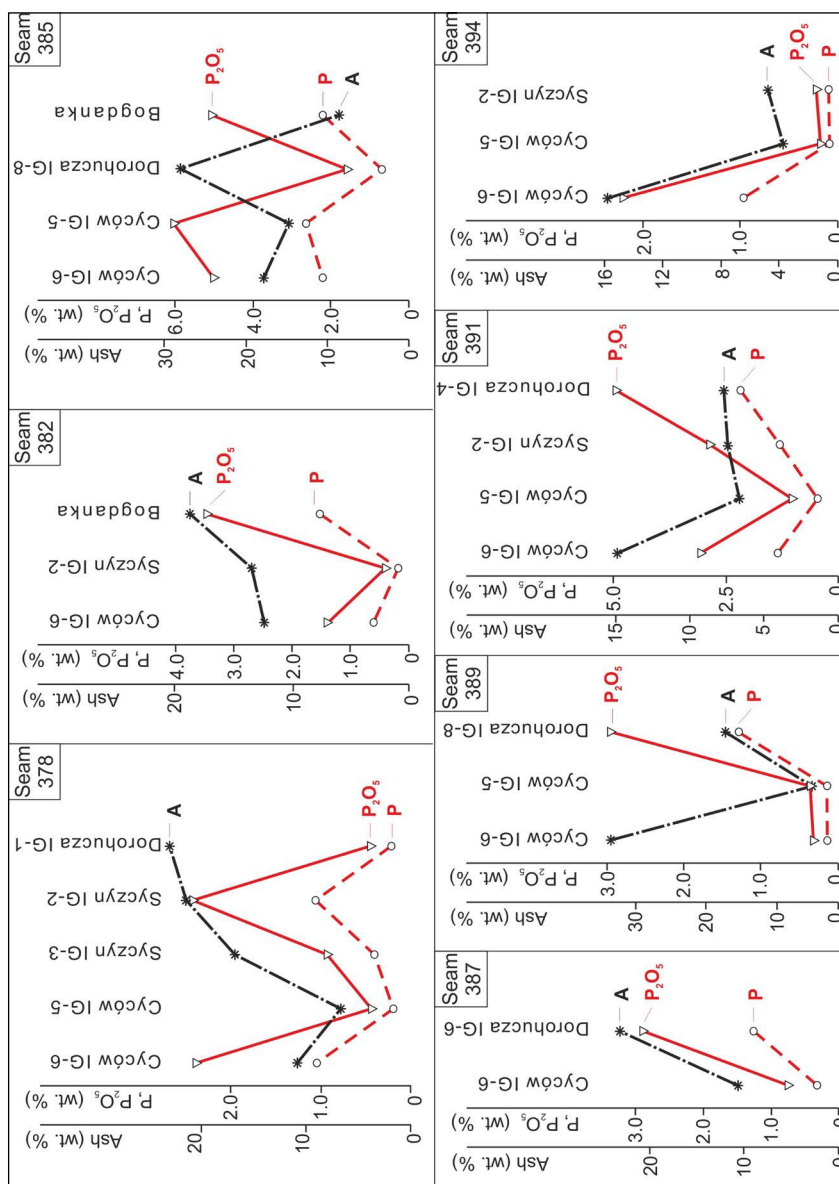 Seam
378
Ash (wt. %)
P, P₂O₅ (wt. %)
20
10
0
2.0
1.0
0
Cyców IG-6
Cyców IG-5
Syczyn IG-3
Syczyn IG-2
Dorohucza IG-1
A
P₂O₅
P
Seam
382
Ash (wt. %)
P, P₂O₅ (wt. %)
20
10
0
4.0
3.0
2.0
1.0
0
Cyców IG-6
Syczyn IG-2
Bogdanka
A
P₂O₅
P
Seam
385
Ash (wt. %)
P, P₂O₅ (wt. %)
30
20
10
0
6.0
4.0
2.0
0
Cyców IG-6
Cyców IG-5
Dorohucza IG-8
Bogdanka
P₂O₅
P
A
Seam
387
Ash (wt. %)
P, P₂O₅ (wt. %)
20
10
0
3.0
2.0
1.0
0
Cyców IG-6
Dorohucza IG-6
A
P₂O₅
P
Seam
389
Ash (wt. %)
P, P₂O₅ (wt. %)
30
20
10
0
3.0
2.0
1.0
0
Cyców IG-6
Cyców IG-5
Dorohucza IG-8
P₂O₅
A
P
Seam
391
Ash (wt. %)
P, P₂O₅ (wt. %)
15
10
5
0
5.0
2.5
0
Cyców IG-6
Cyców IG-5
Syczyn IG-2
Dorohucza IG-4
P₂O₅
A
P
Seam
394
Ash (wt. %)
P, P₂O₅ (wt. %)
16
12
8
4
0
2.0
1.0
0
Cyców IG-6
Cyców IG-5
Syczyn IG-2
A
P₂O₅
P